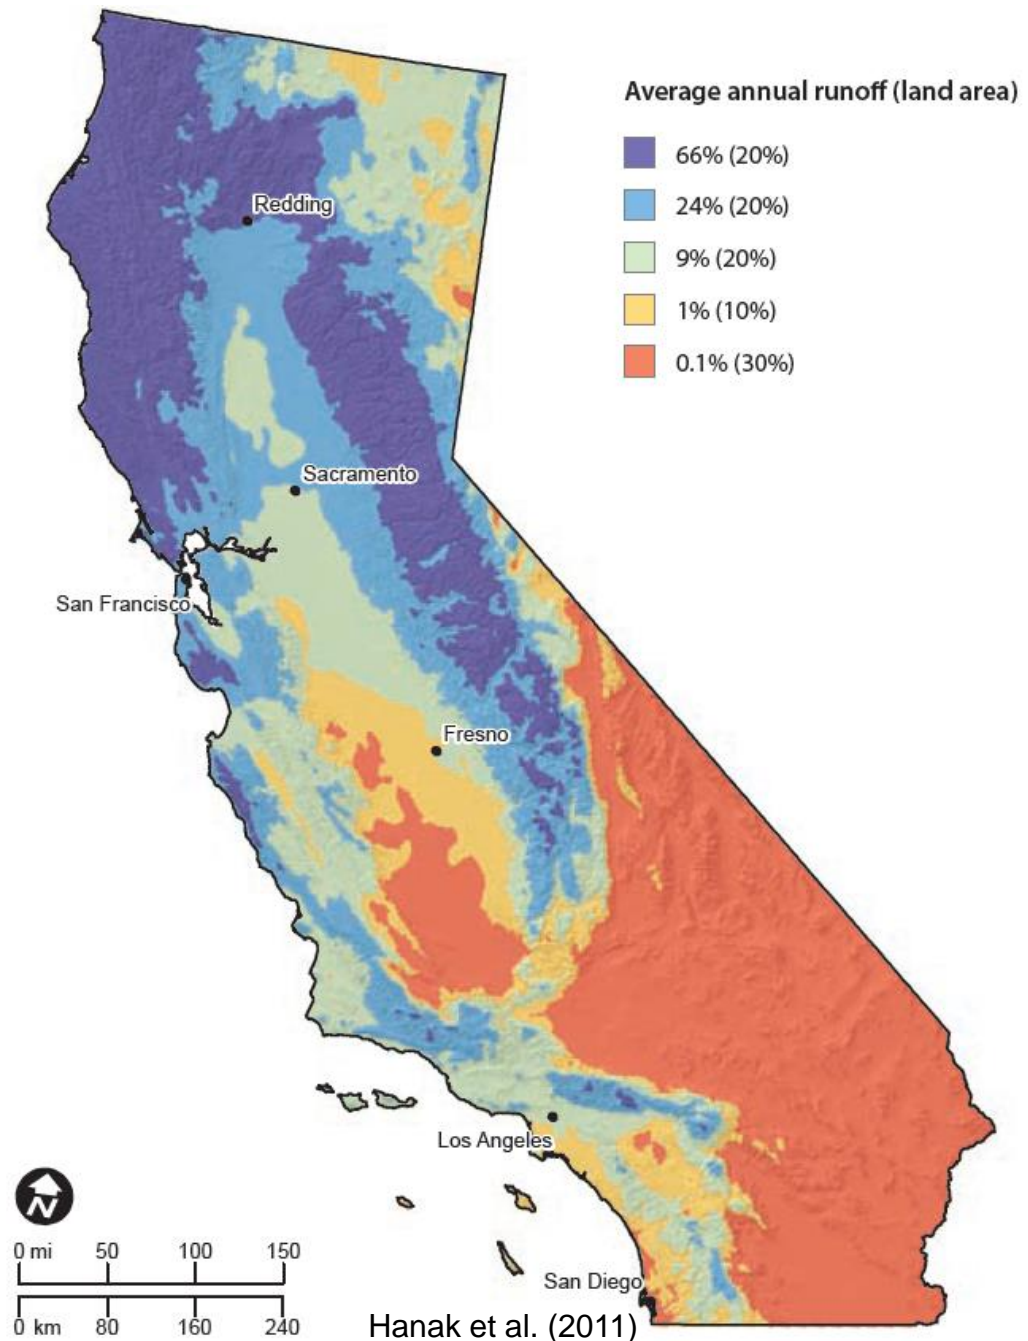 Average annual runoff (land area)
66% (20%)
24% (20%)
9% (20%)
1% (10%)
0.1% (30%)
Redding
Sacramento
San Francisco
Fresno
Los Angeles
San Diego
N
0 mi 50 100 150
0 km 80 160 240
Hanak et al. (2011)